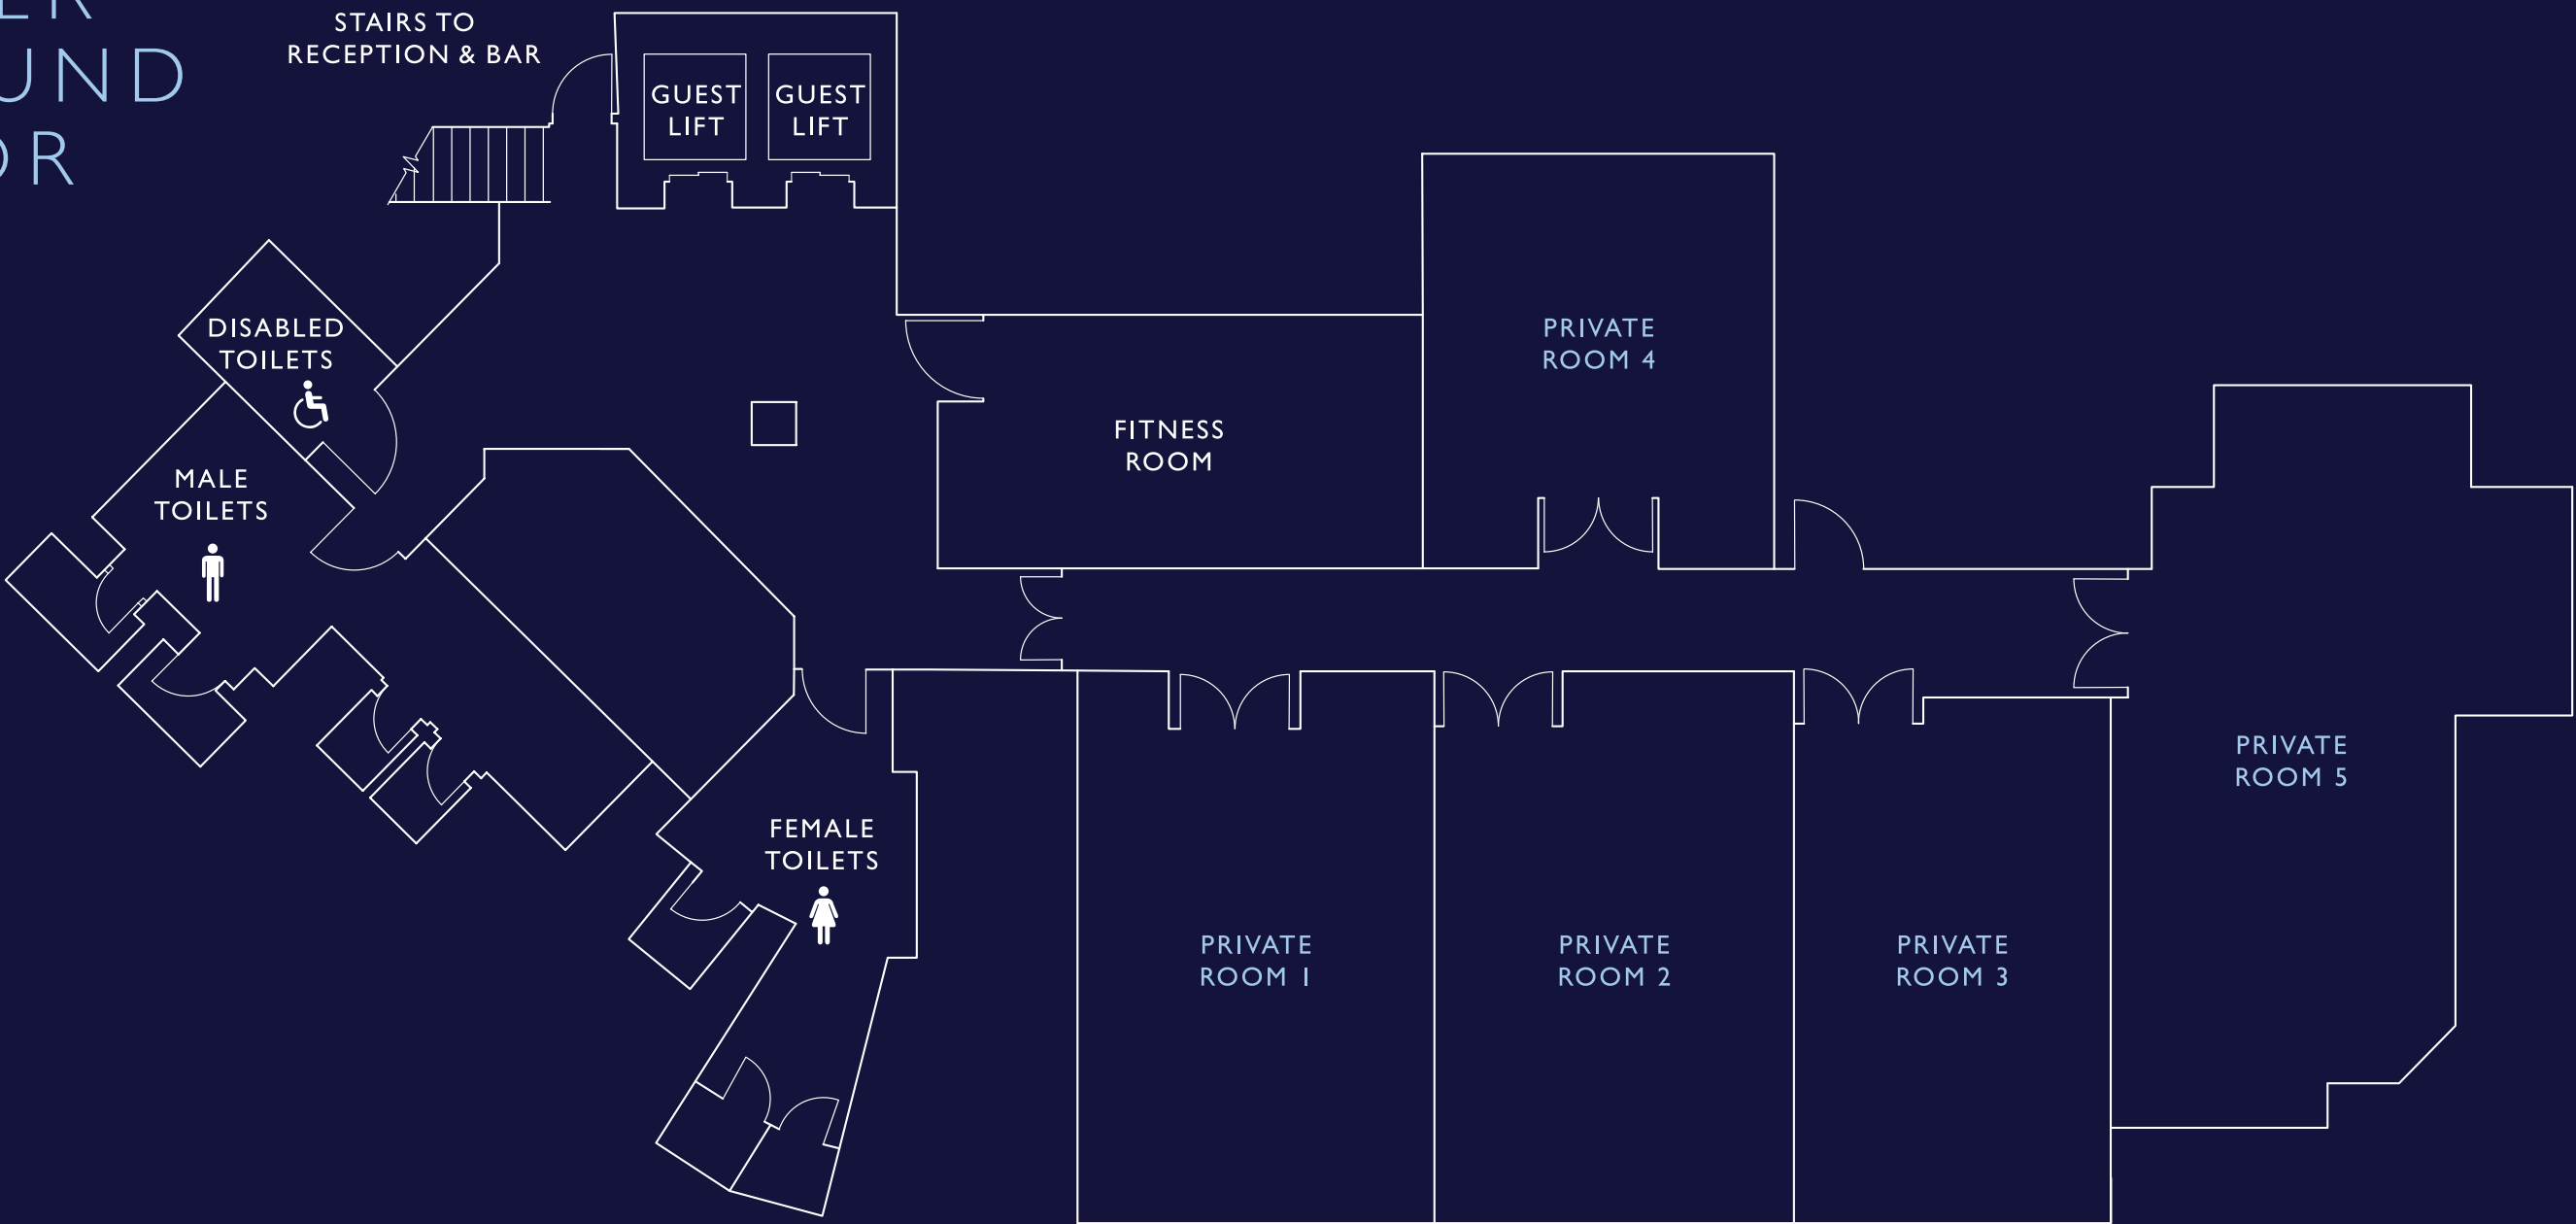 UND
STAIRS TO
RECEPTION & BAR
GUEST
LIFT
GUEST
LIFT
DISABLED
TOILETS
MALE
TOILETS
FITNESS
ROOM
PRIVATE
ROOM 4
PRIVATE
ROOM 5
FEMALE
TOILETS
PRIVATE
ROOM 1
PRIVATE
ROOM 2
PRIVATE
ROOM 3